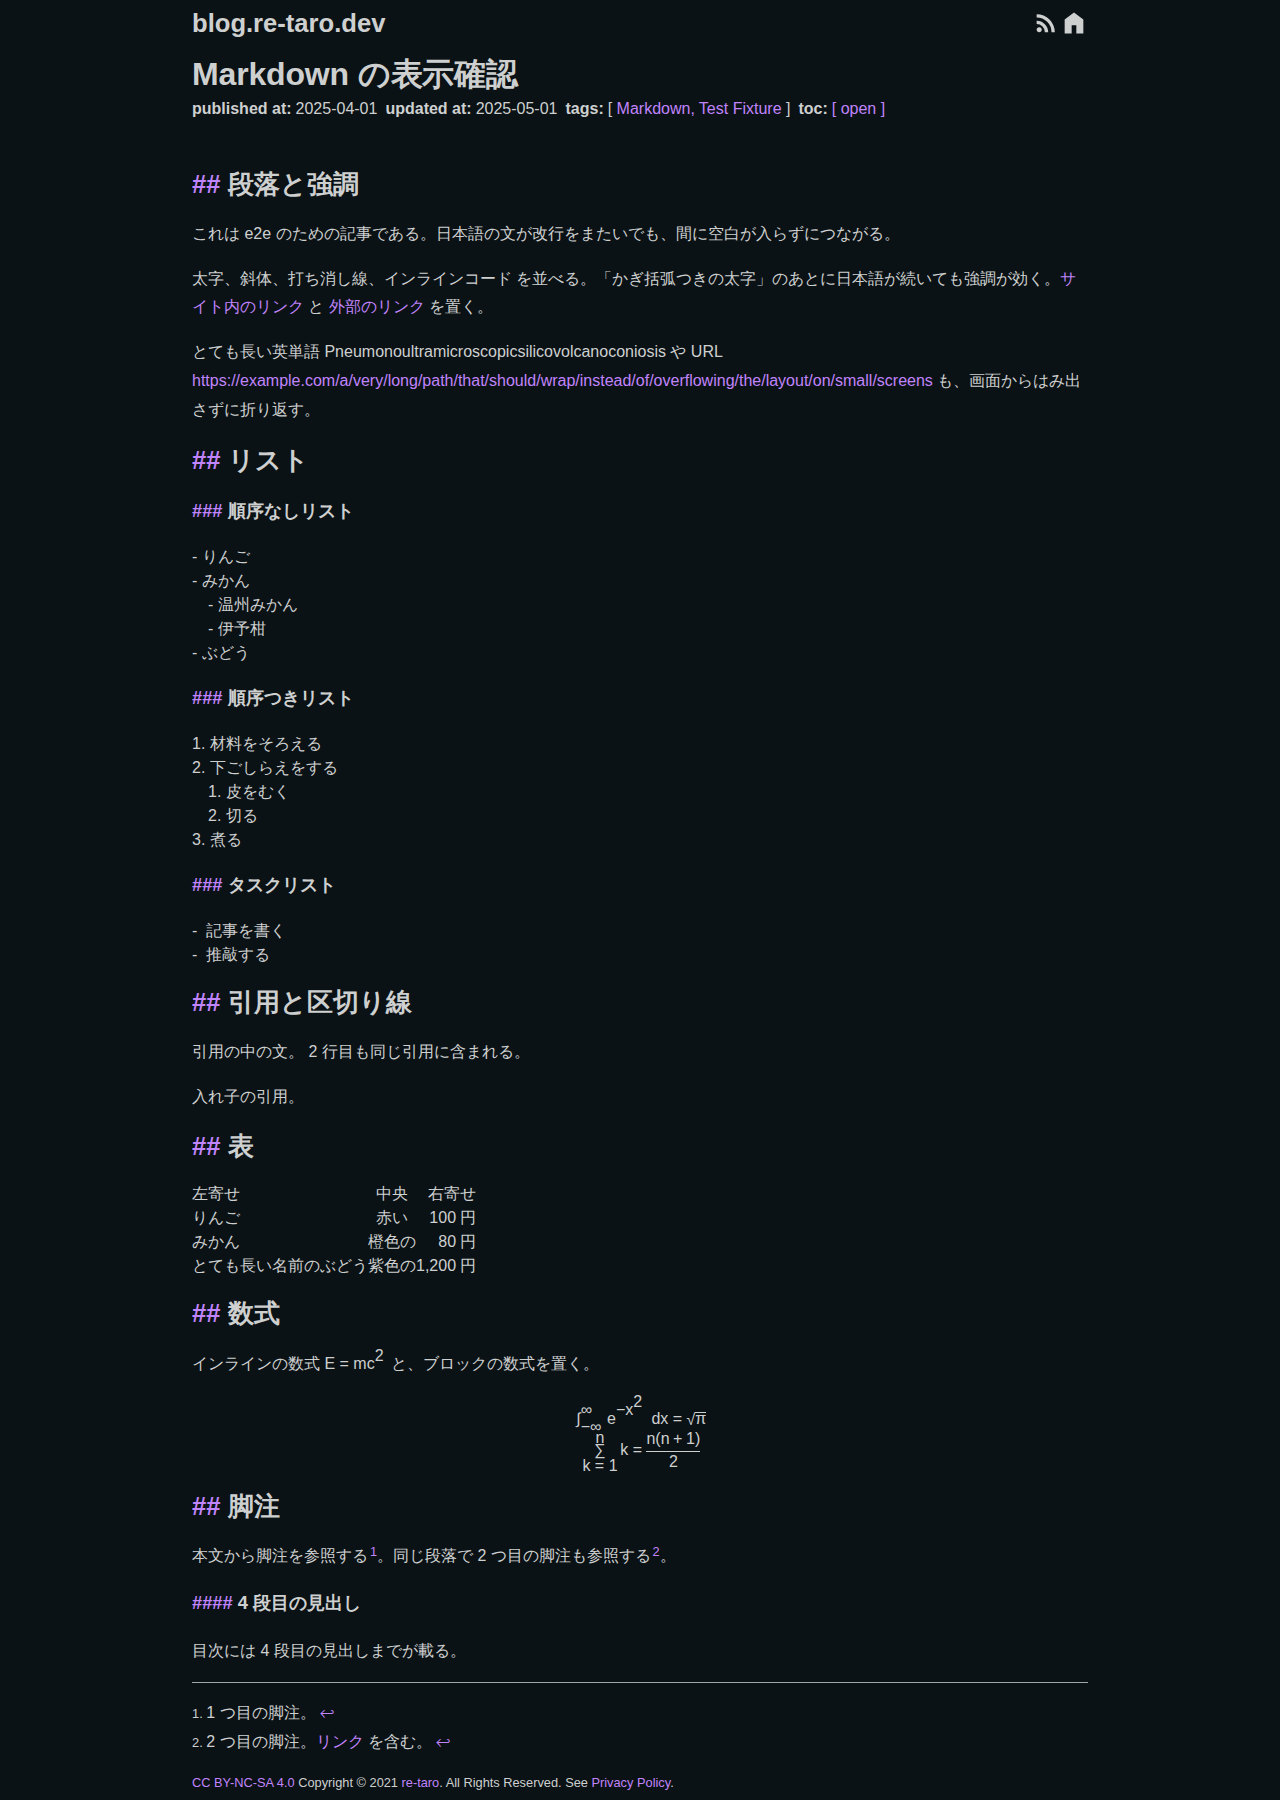 blog.re-taro.dev
Markdown の表示確認
published at: 2025-04-01 updated at: 2025-05-01 tags: [ Markdown, Test Fixture ] toc: [ open ]
## 段落と強調
これは e2e のための記事である。日本語の文が改行をまたいでも、間に空白が入らずにつながる。
太字、斜体、打ち消し線、インラインコード を並べる。「かぎ括弧つきの太字」のあとに日本語が続いても強調が効く。サ
イト内のリンク と 外部のリンク を置く。
とても長い英単語 Pneumonoultramicroscopicsilicovolcanoconiosis や URL
https://example.com/a/very/long/path/that/should/wrap/instead/of/overflowing/the/layout/on/small/screens も、画面からはみ出
さずに折り返す。
## リスト
### 順序なしリスト
- りんご
- みかん
- 温州みかん
- 伊予柑
- ぶどう
### 順序つきリスト
1. 材料をそろえる
2. 下ごしらえをする
1. 皮をむく
2. 切る
3. 煮る
### タスクリスト
- 記事を書く
- 推敲する
## 引用と区切り線
引用の中の文。 2 行目も同じ引用に含まれる。
入れ子の引用。
## 表
左寄せ 中央 右寄せ
りんご 赤い 100 円
みかん 橙色の 80 円
とても長い名前のぶどう 紫色の 1,200 円
## 数式
インラインの数式 E = mc² と、ブロックの数式を置く。
∫_−∞^∞ e^−x² dx = √π
∑_k = 1^n k = n(n + 1) / 2
## 脚注
本文から脚注を参照する1。同じ段落で 2 つ目の脚注も参照する2。
#### 4 段目の見出し
目次には 4 段目の見出しまでが載る。
1. 1 つ目の脚注。 ↩
2. 2 つ目の脚注。リンク を含む。 ↩
CC BY-NC-SA 4.0 Copyright © 2021 re-taro. All Rights Reserved. See Privacy Policy.